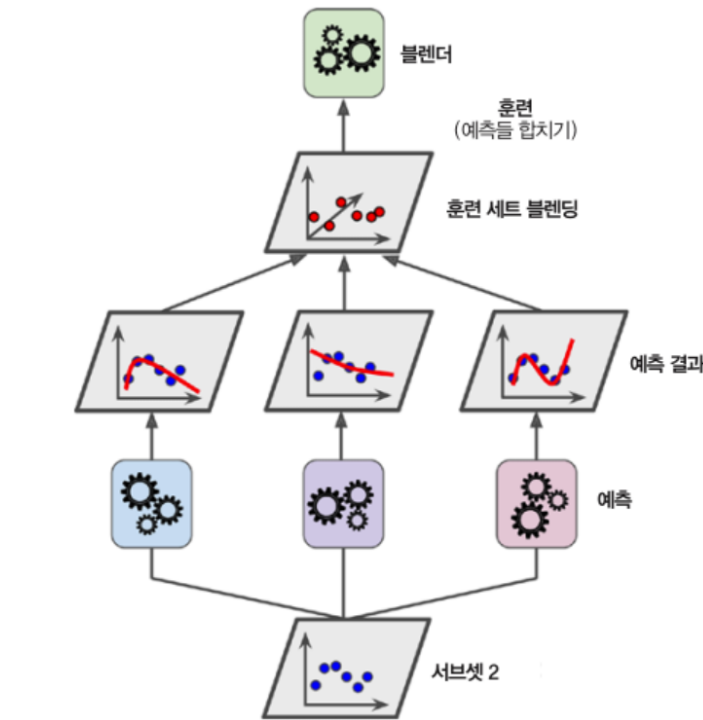 블렌더
훈련
(예측들 합치기)
훈련 세트 블렌딩
예측 결과
예측
서브셋 2